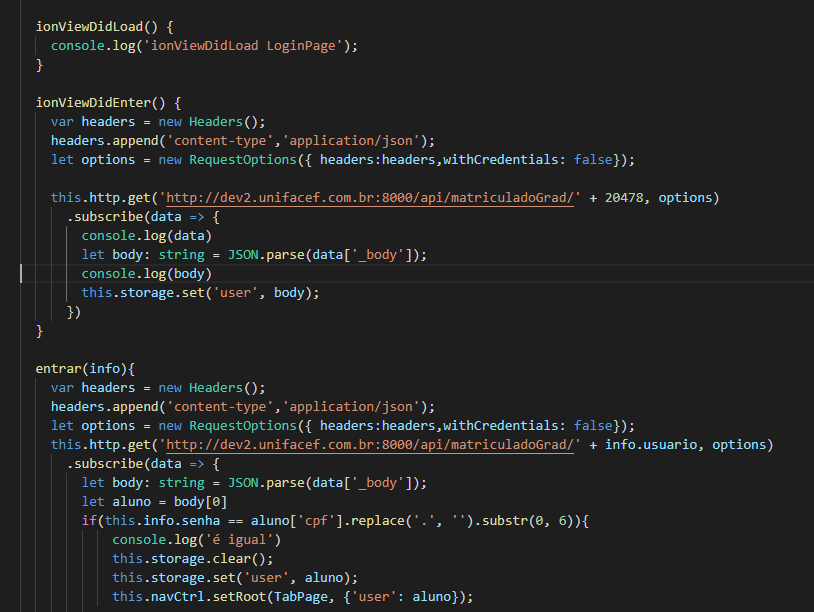 ionViewDidLoad() {
console.log('ionViewDidLoad LoginPage');
}
ionViewDidEnter() {
var headers = new Headers();
headers.append('content-type','application/json');
let options = new RequestOptions({ headers:headers,withCredentials: false});
this.http.get('http://dev2.unifacef.com.br:8000/api/matriculadoGrad/' + 20478, options)
.subscribe(data => {
console.log(data)
let body: string = JSON.parse(data['_body']);
console.log(body)
this.storage.set('user', body);
})
}
entrar(info){
var headers = new Headers();
headers.append('content-type','application/json');
let options = new RequestOptions({ headers:headers,withCredentials: false});
this.http.get('http://dev2.unifacef.com.br:8000/api/matriculadoGrad/' + info.usuario, options)
.subscribe(data => {
let body: string = JSON.parse(data['_body']);
let aluno = body[0]
if(this.info.senha == aluno['cpf'].replace('.', '').substr(0, 6)){
console.log('é igual')
this.storage.clear();
this.storage.set('user', aluno);
this.navCtrl.setRoot(TabPage, {'user': aluno});